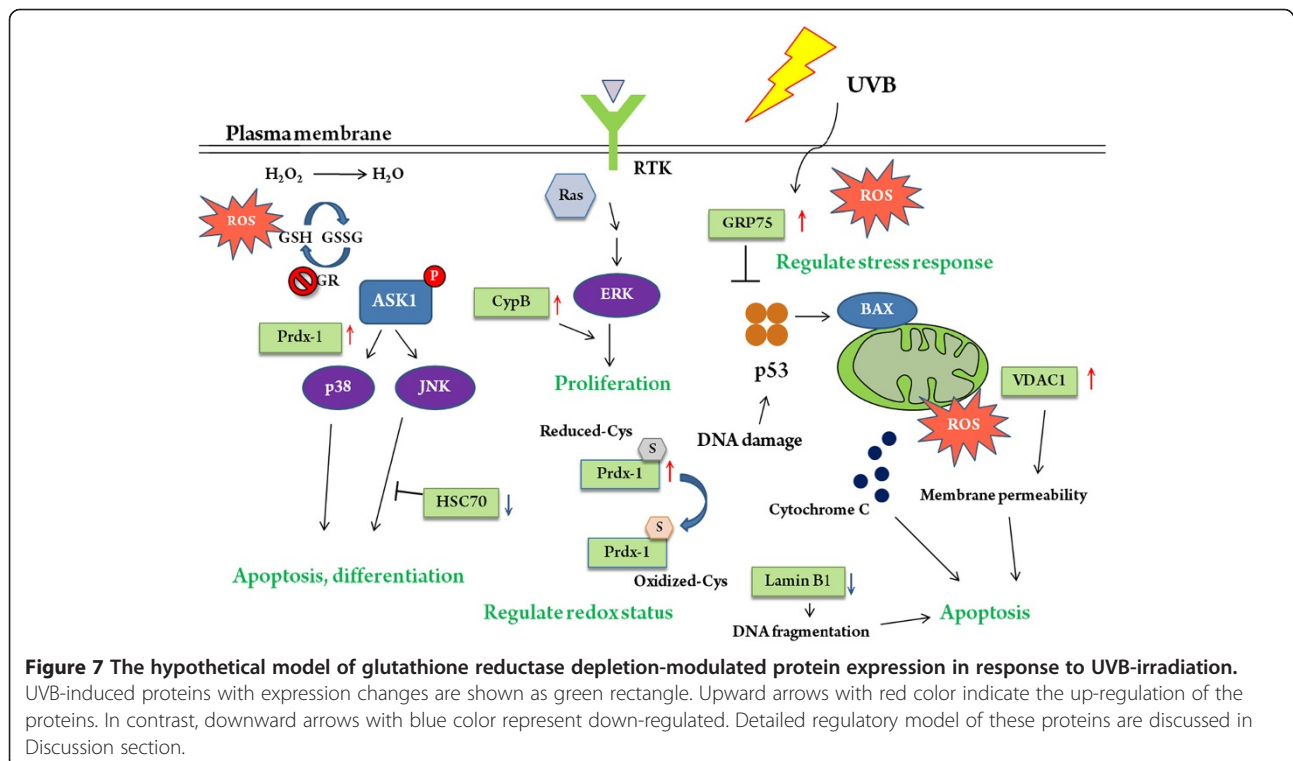 UVB
Plasma membrane
H₂O₂ → H₂O
RTK
ROS
GSH GSSG
GR
Ras
ROS
GRP75
Regulate stress response
P
ASK1
CypB
ERK
BAX
Prdx-1
p38
JNK
Proliferation
p53
VDAC1
ROS
Reduced-Cys
S
Prdx-1
DNA damage
HSC70
Cytochrome C
Membrane permeability
S
Prdx-1
Oxidized-Cys
Apoptosis, differentiation
Lamin B1
Regulate redox status
DNA fragmentation
Apoptosis
Figure 7 The hypothetical model of glutathione reductase depletion-modulated protein expression in response to UVB-irradiation.
UVB-induced proteins with expression changes are shown as green rectangle. Upward arrows with red color indicate the up-regulation of the
proteins. In contrast, downward arrows with blue color represent down-regulated. Detailed regulatory model of these proteins are discussed in
Discussion section.